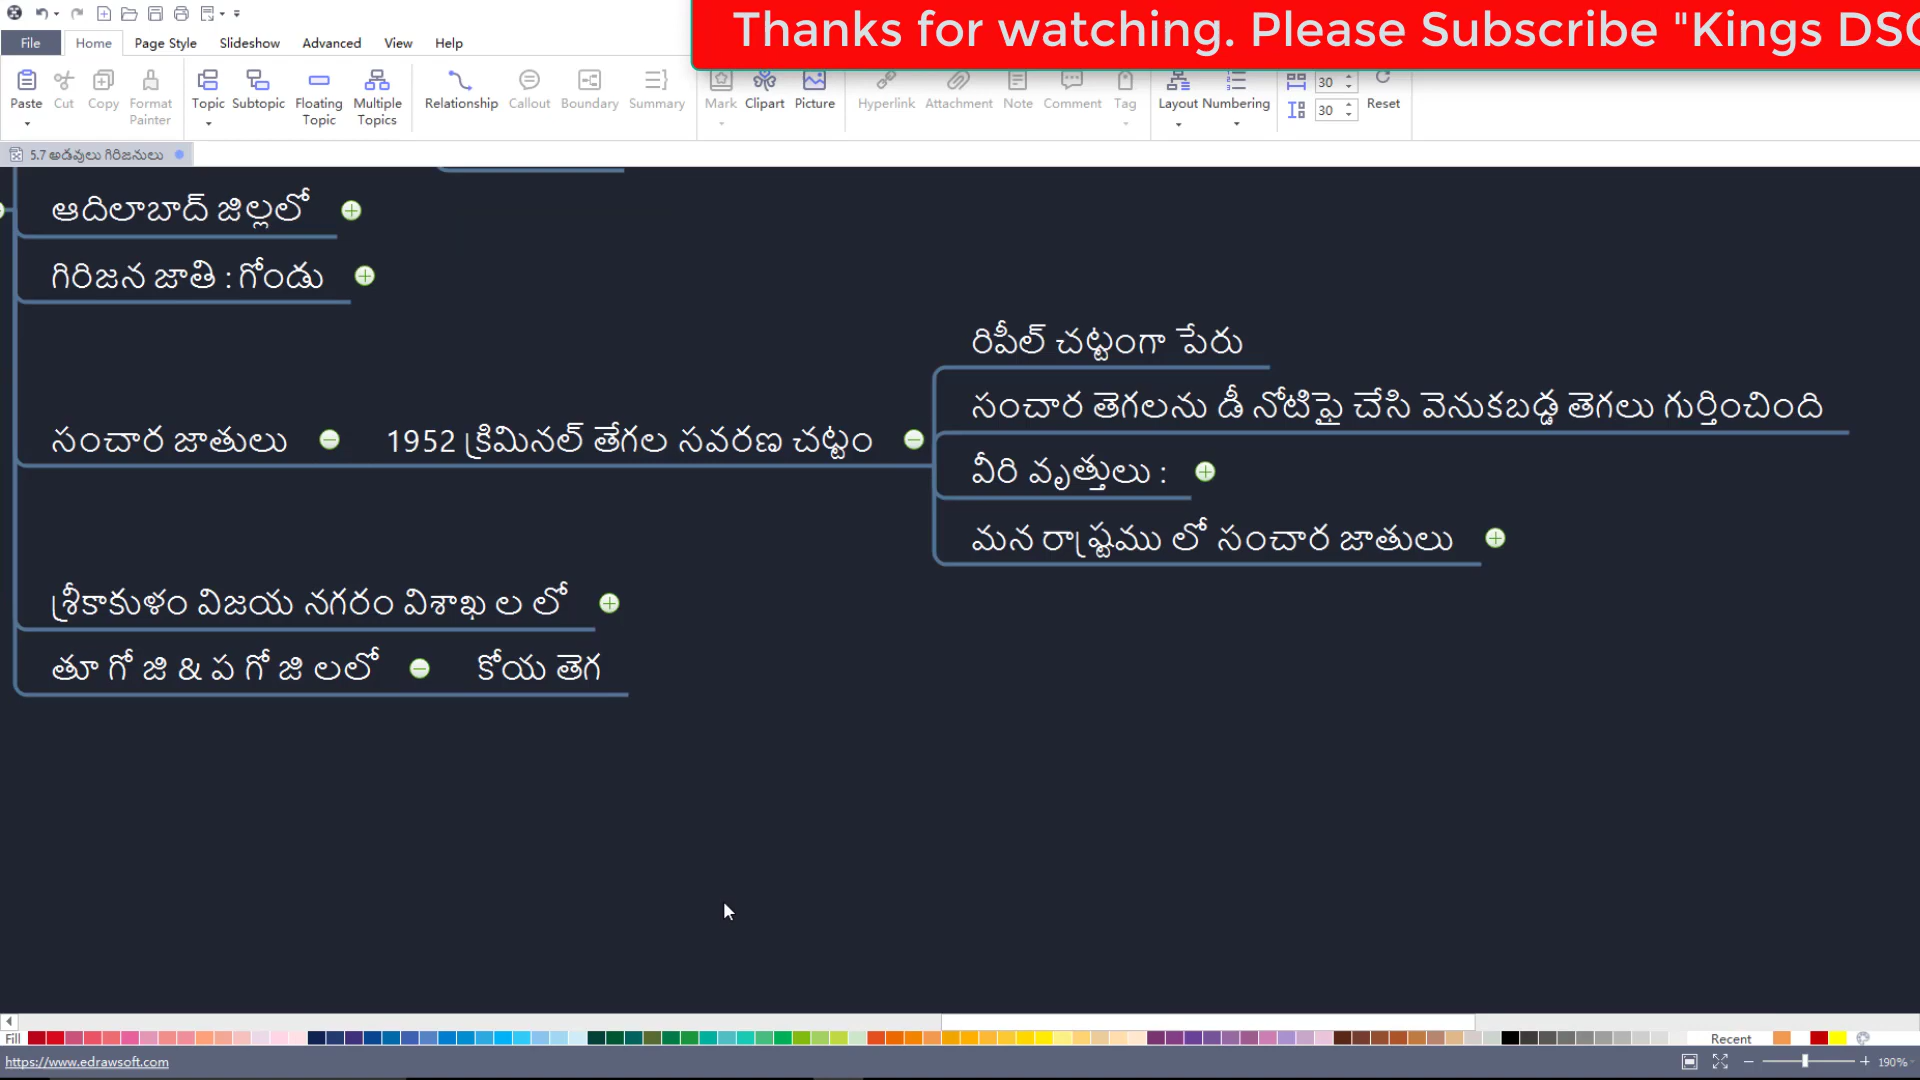 Thanks for watching. Please Subscribe "Kings DSC
File Home Page Style Slideshow Advanced View Help
Paste Cut Copy Format Painter Topic Subtopic Floating Topic Multiple Topics Relationship Callout Boundary Summary Mark Clipart Picture Hyperlink Attachment Note Comment Tag Layout Numbering 30 30 Reset
5.7 అడవులు గిరిజనులు
ఆదిలాబాద్ జిల్లలో
గిరిజన జాతి : గోండు
రిపీల్ చట్టంగా పేరు
సంచార తెగలను డీ నోటిఫై చేసి వెనుకబడ్డ తెగలు గుర్తించింది
సంచార జాతులు 1952 క్రిమినల్ తేగల సవరణ చట్టం
వీరి వృత్తులు :
మన రాష్ట్రము లో సంచార జాతులు
శ్రీకాకుళం విజయ నగరం విశాఖ ల లో
తూ గో జి & ప గో జి లలో కోయ తెగ
Fill Recent
https://www.edrawsoft.com 190%